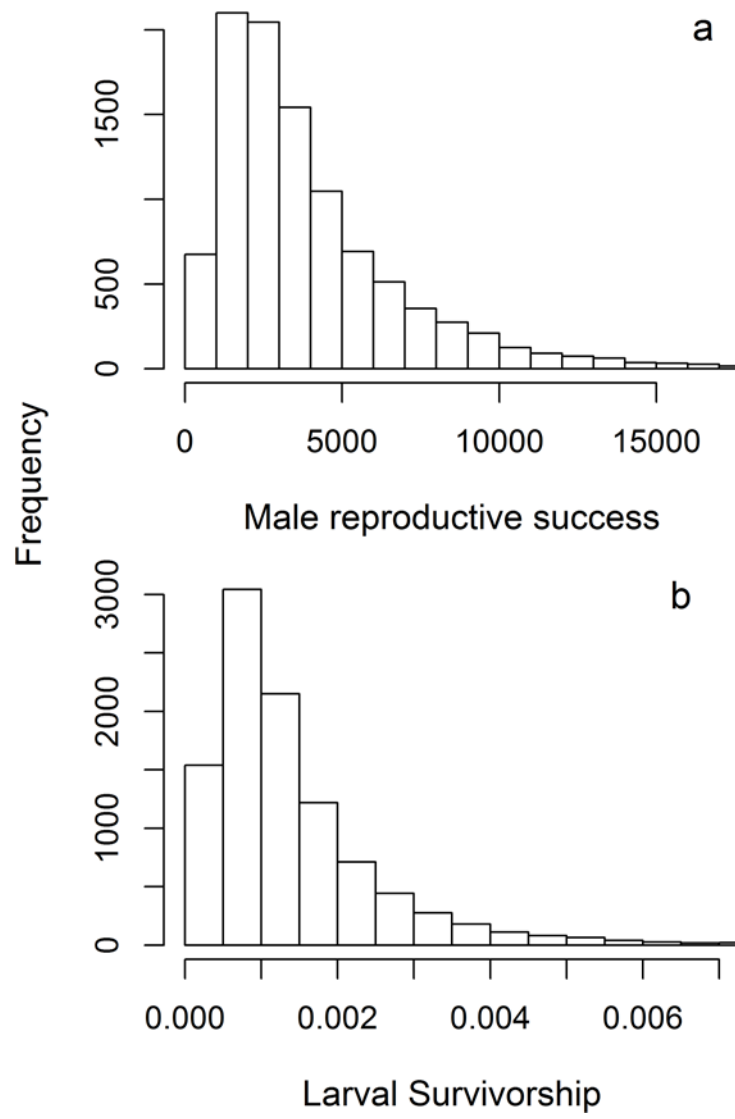 a
1500
500
0
0 5000 10000 15000
Male reproductive success
Frequency
b
3000
2000
1000
0
0.000 0.002 0.004 0.006
Larval Survivorship